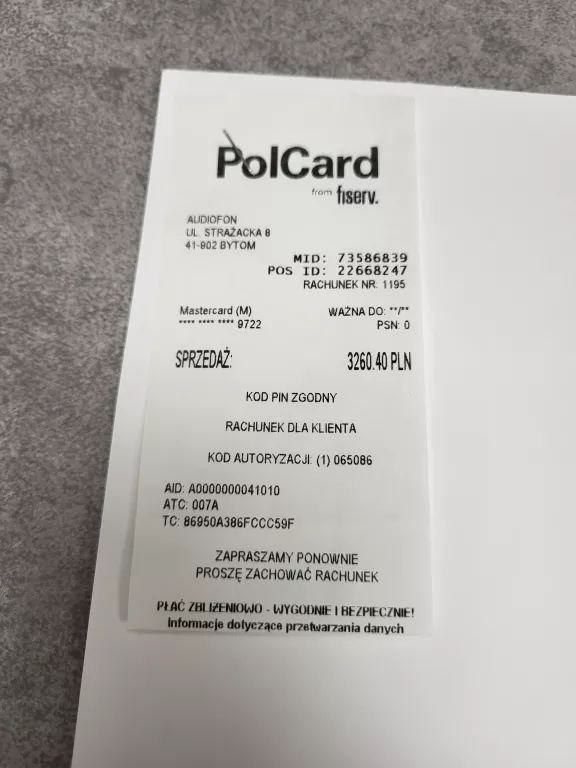 PolCard
from fiserv.
AUDIOFON
UL. STRAŻACKA 8
41-902 BYTOM
MID: 73586839
POS ID: 22668247
RACHUNEK NR: 1195
Mastercard (M) WAŻNA DO: **/**
**** **** **** 9722 PSN: 0
SPRZEDAŻ: 3260.40 PLN
KOD PIN ZGODNY
RACHUNEK DLA KLIENTA
KOD AUTORYZACJI: (1) 065086
AID: A0000000041010
ATC: 007A
TC: 86950A386FCCC59F
ZAPRASZAMY PONOWNIE
PROSZĘ ZACHOWAĆ RACHUNEK
PŁAĆ ZBLIŻENIOWO - WYGODNIE I BEZPIECZNIE!
Informacje dotyczące przetwarzania danych